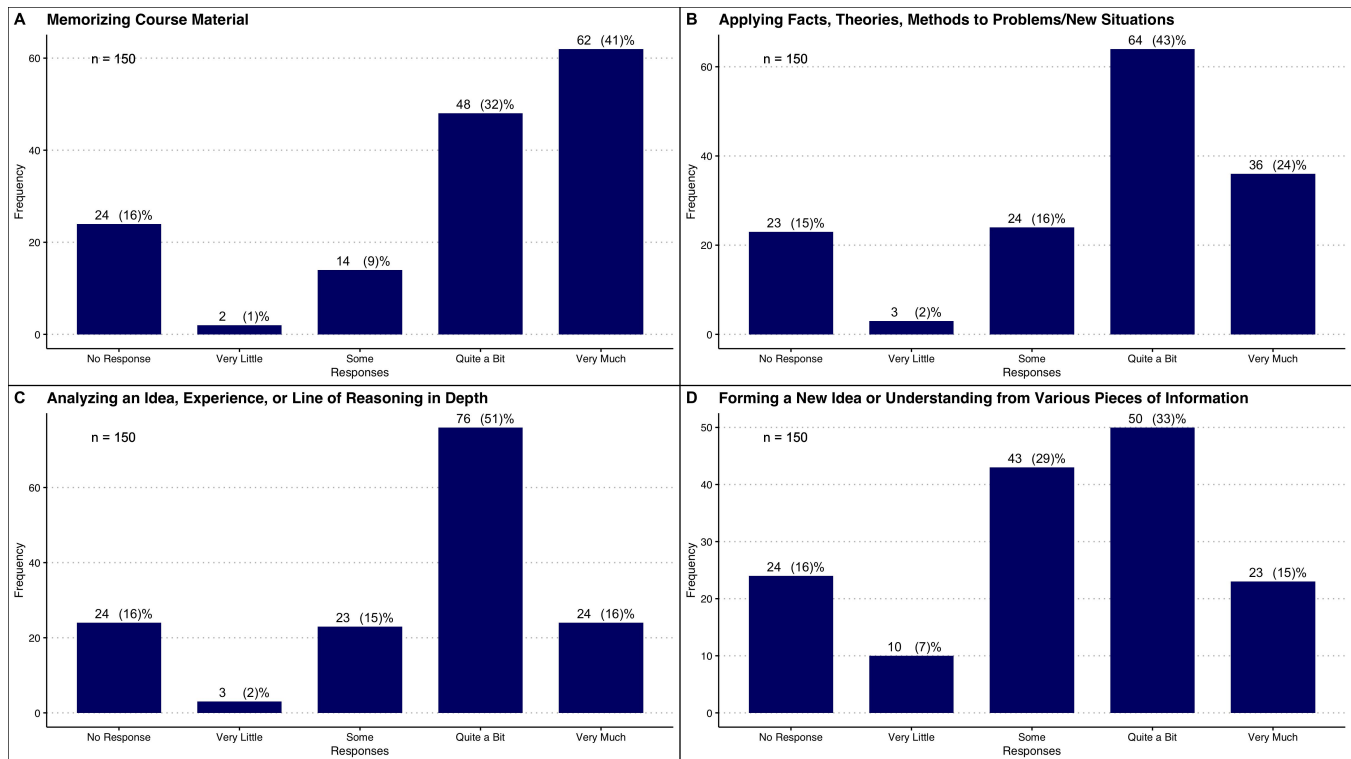 A Memorizing Course Material
n = 150
Frequency
60
40
20
0
24 (16)%
2 (1)%
14 (9)%
48 (32)%
62 (41)%
No Response Very Little Some Quite a Bit Very Much
Responses
B Applying Facts, Theories, Methods to Problems/New Situations
n = 150
Frequency
60
40
20
0
23 (15)%
3 (2)%
24 (16)%
64 (43)%
36 (24)%
No Response Very Little Some Quite a Bit Very Much
Responses
C Analyzing an Idea, Experience, or Line of Reasoning in Depth
n = 150
Frequency
60
40
20
0
24 (16)%
3 (2)%
23 (15)%
76 (51)%
24 (16)%
No Response Very Little Some Quite a Bit Very Much
Responses
D Forming a New Idea or Understanding from Various Pieces of Information
n = 150
Frequency
50
40
30
20
10
0
24 (16)%
10 (7)%
43 (29)%
50 (33)%
23 (15)%
No Response Very Little Some Quite a Bit Very Much
Responses